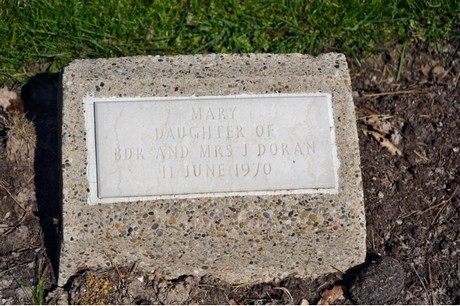 MARY
DAUGHTER OF
BDR AND MRS J DORAN
11 JUNE 1970